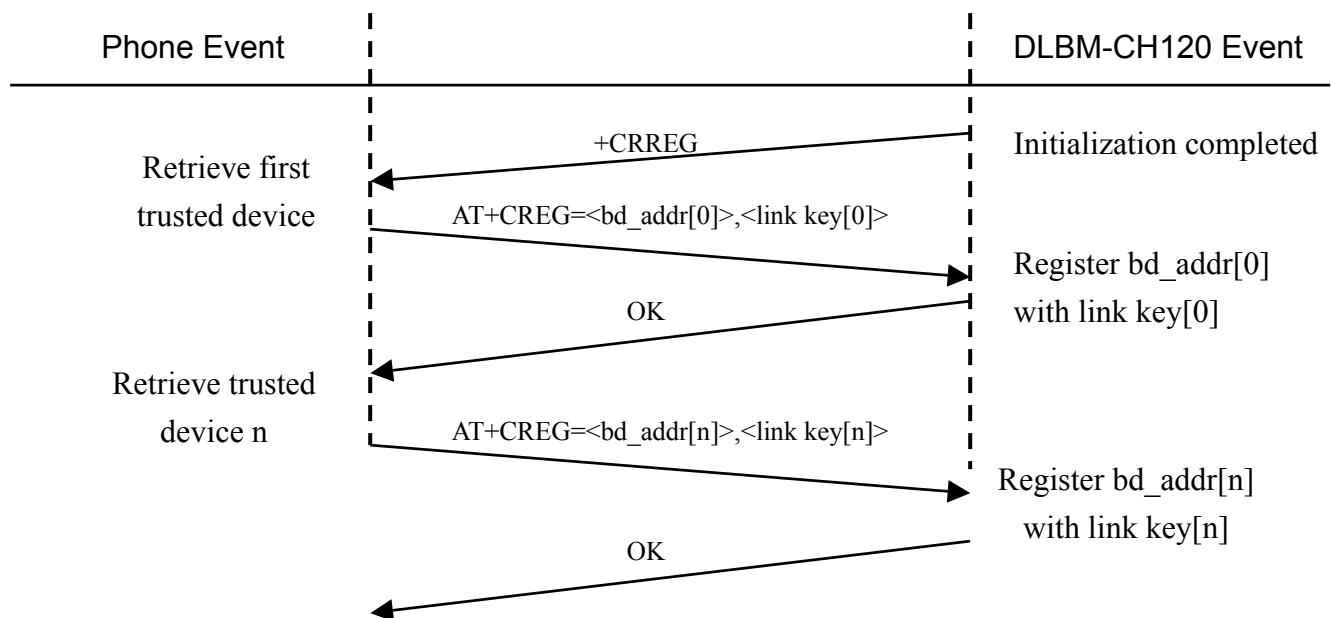 Phone Event
DLBM-CH120 Event
+CRREG
Initialization completed
Retrieve first
trusted device
AT+CREG=<bd_addr[0]>,<link key[0]>
Register bd_addr[0]
with link key[0]
OK
Retrieve trusted
device n
AT+CREG=<bd_addr[n]>,<link key[n]>
Register bd_addr[n]
with link key[n]
OK